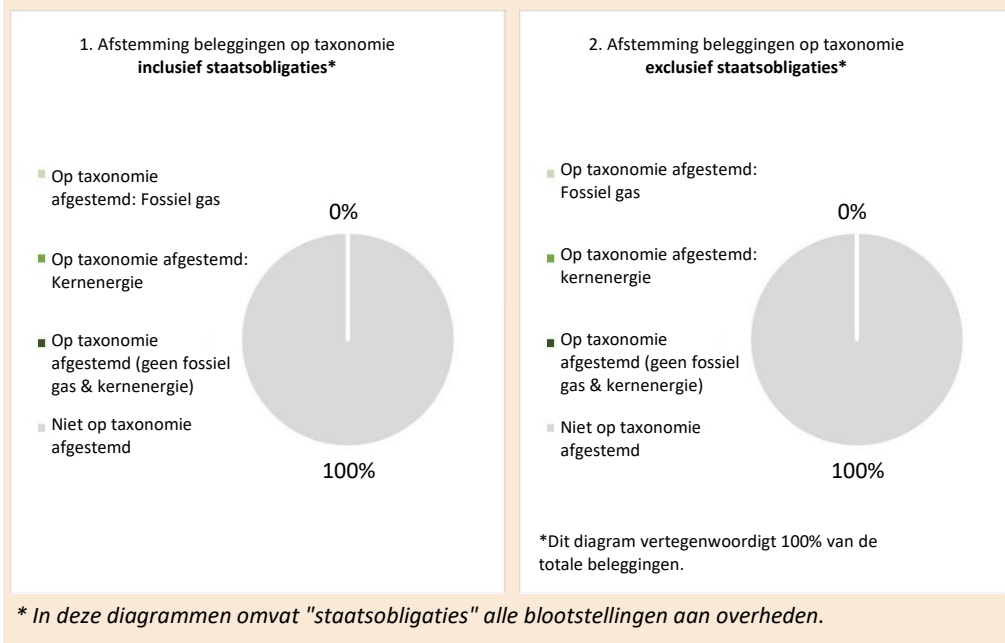 1. Afstemming beleggingen op taxonomie
inclusief staatsobligaties*
Op taxonomie
afgestemd: Fossiel gas
Op taxonomie afgestemd:
Kernenergie
Op taxonomie
afgestemd (geen fossiel
gas & kernenergie)
Niet op taxonomie
afgestemd
0%
100%
2. Afstemming beleggingen op taxonomie
exclusief staatsobligaties*
Op taxonomie afgestemd:
Fossiel gas
Op taxonomie afgestemd:
kernenergie
Op taxonomie
afgestemd (geen fossiel
gas & kernenergie)
Niet op taxonomie
afgestemd
0%
100%
*Dit diagram vertegenwoordigt 100% van de
totale beleggingen.
* In deze diagrammen omvat "staatsobligaties" alle blootstellingen aan overheden.